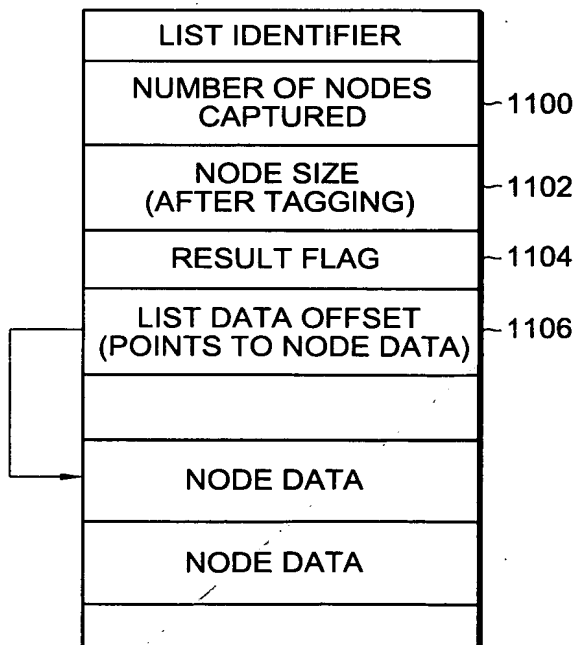 LIST IDENTIFIER
NUMBER OF NODES
CAPTURED
1100
NODE SIZE
(AFTER TAGGING)
1102
RESULT FLAG
1104
LIST DATA OFFSET
(POINTS TO NODE DATA)
1106
NODE DATA
NODE DATA